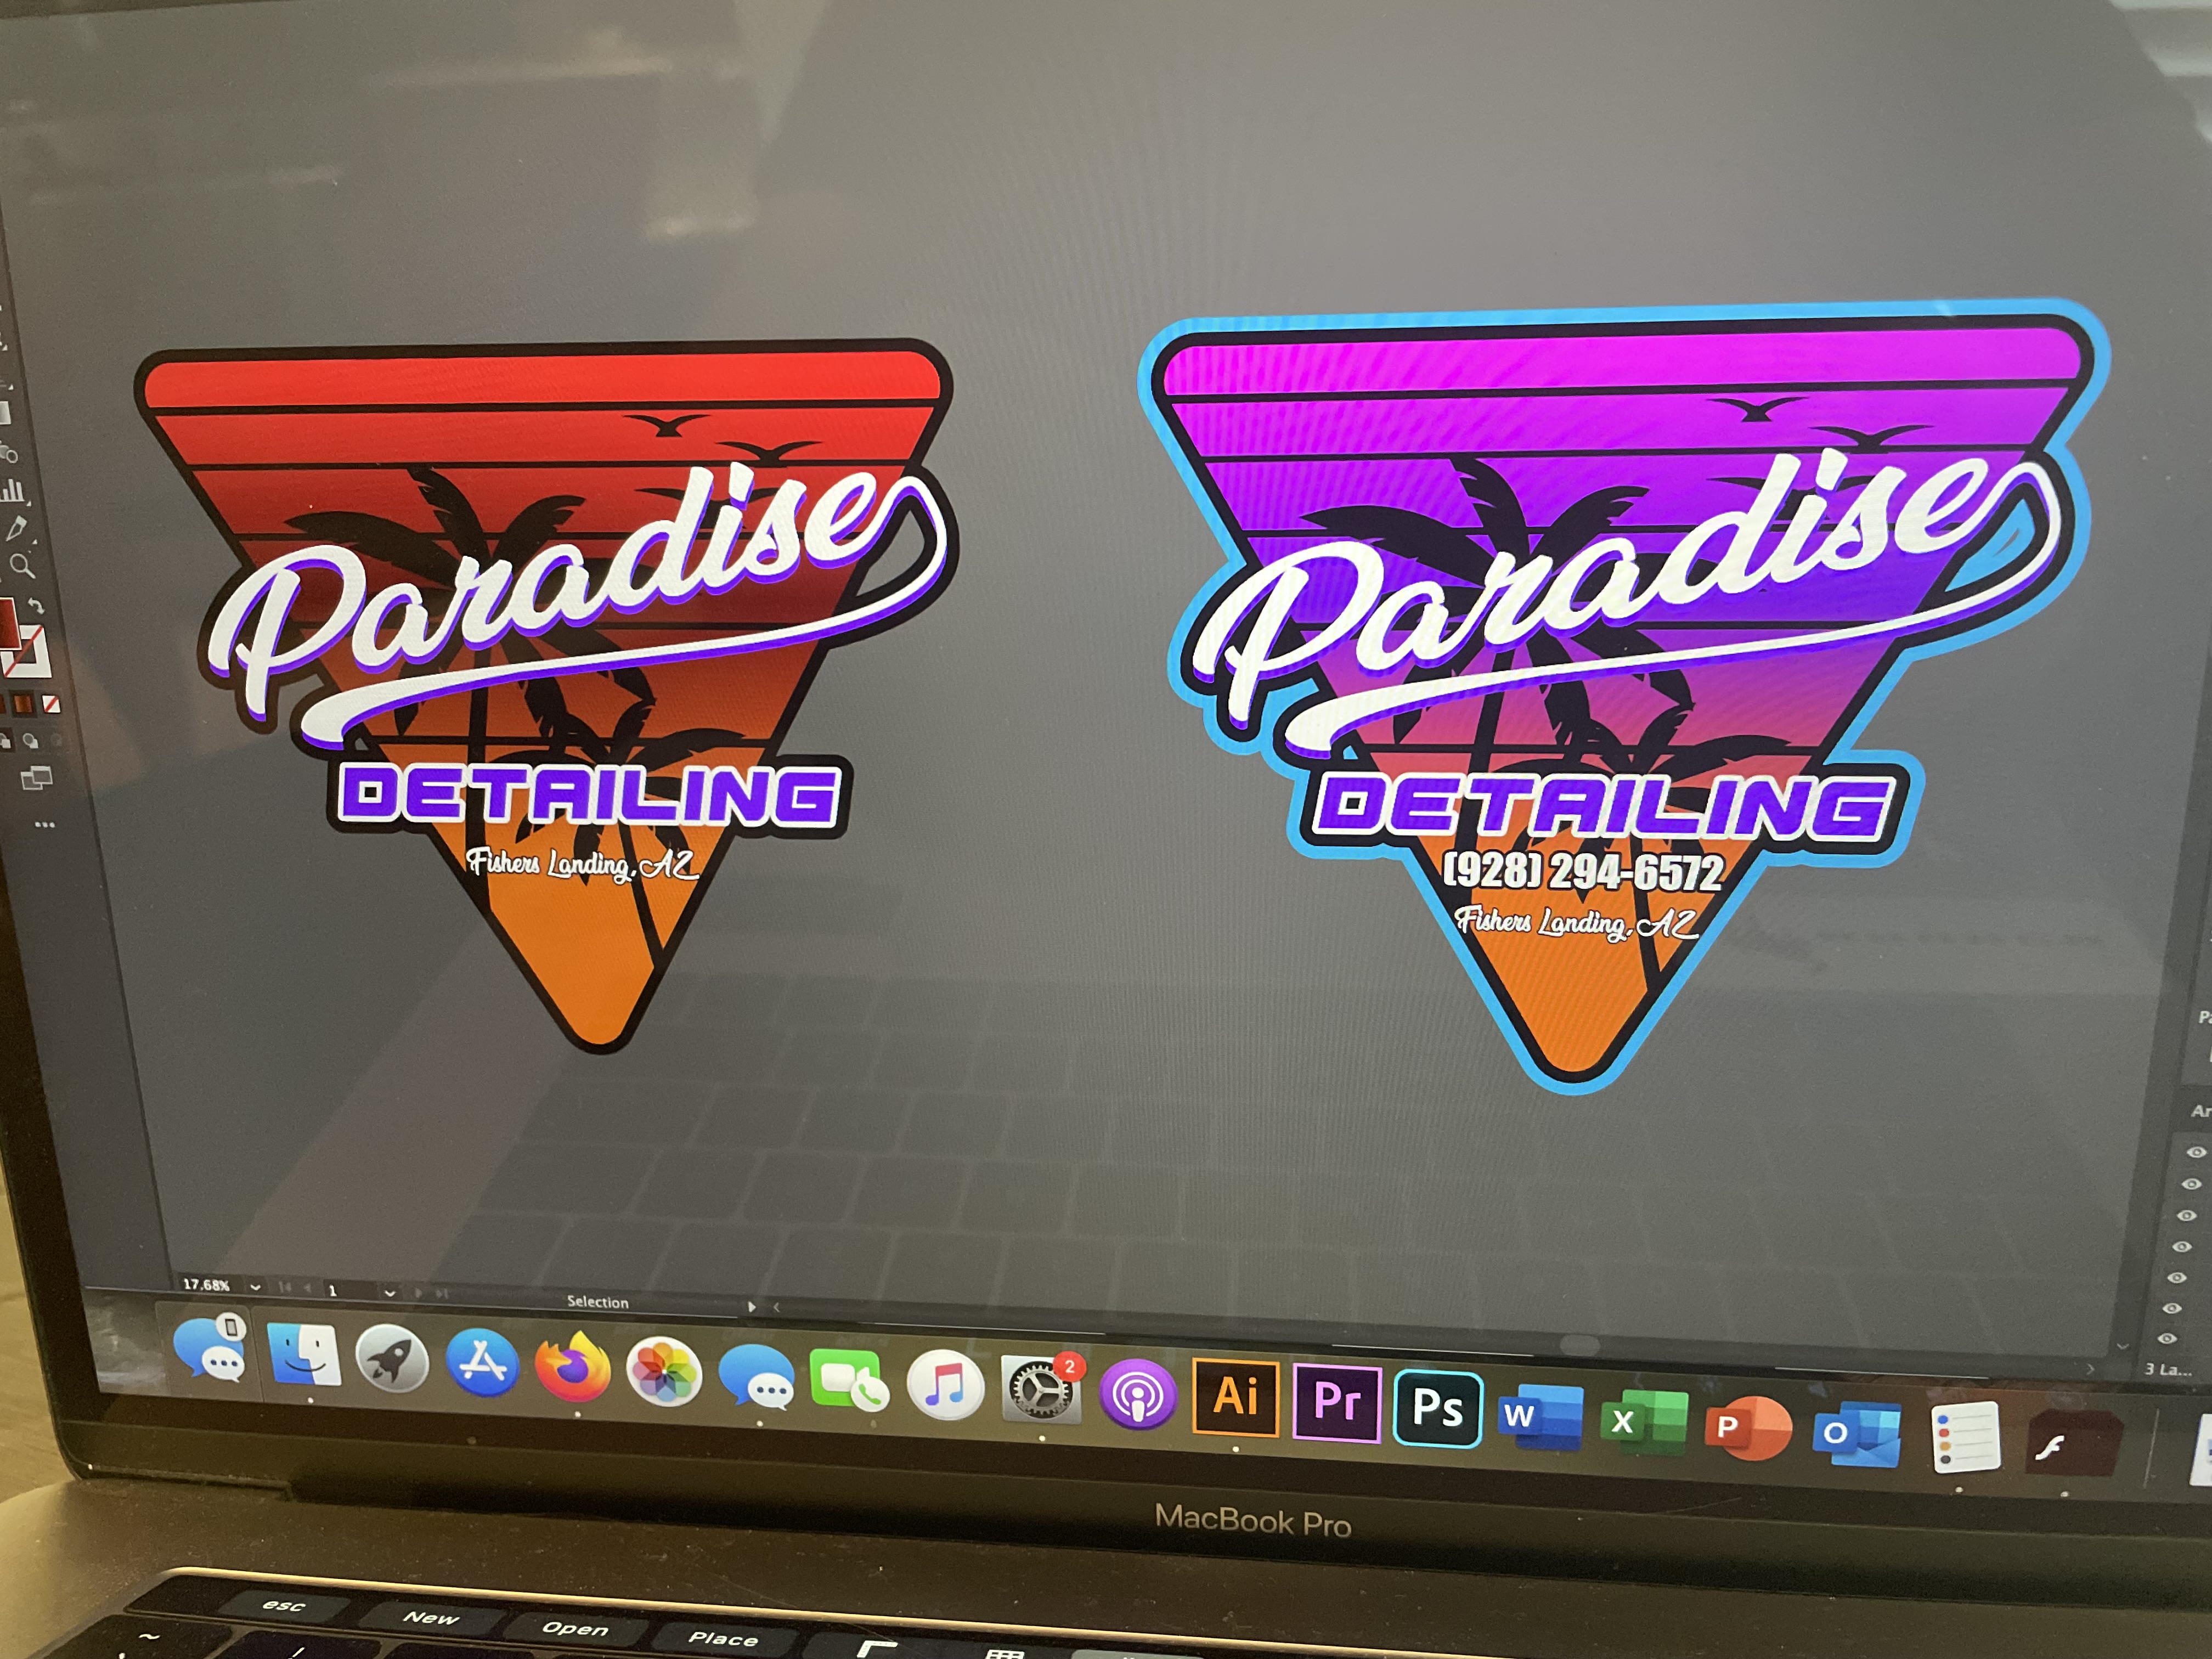 Paradise
DETAILING
Fishers Landing, AZ
Paradise
DETAILING
(928) 294-6572
Fishers Landing, AZ
17.68%
1
Selection
3 La...
2
Ai
Pr
Ps
W
X
P
O
MacBook Pro
esc
New
Open
Place
~